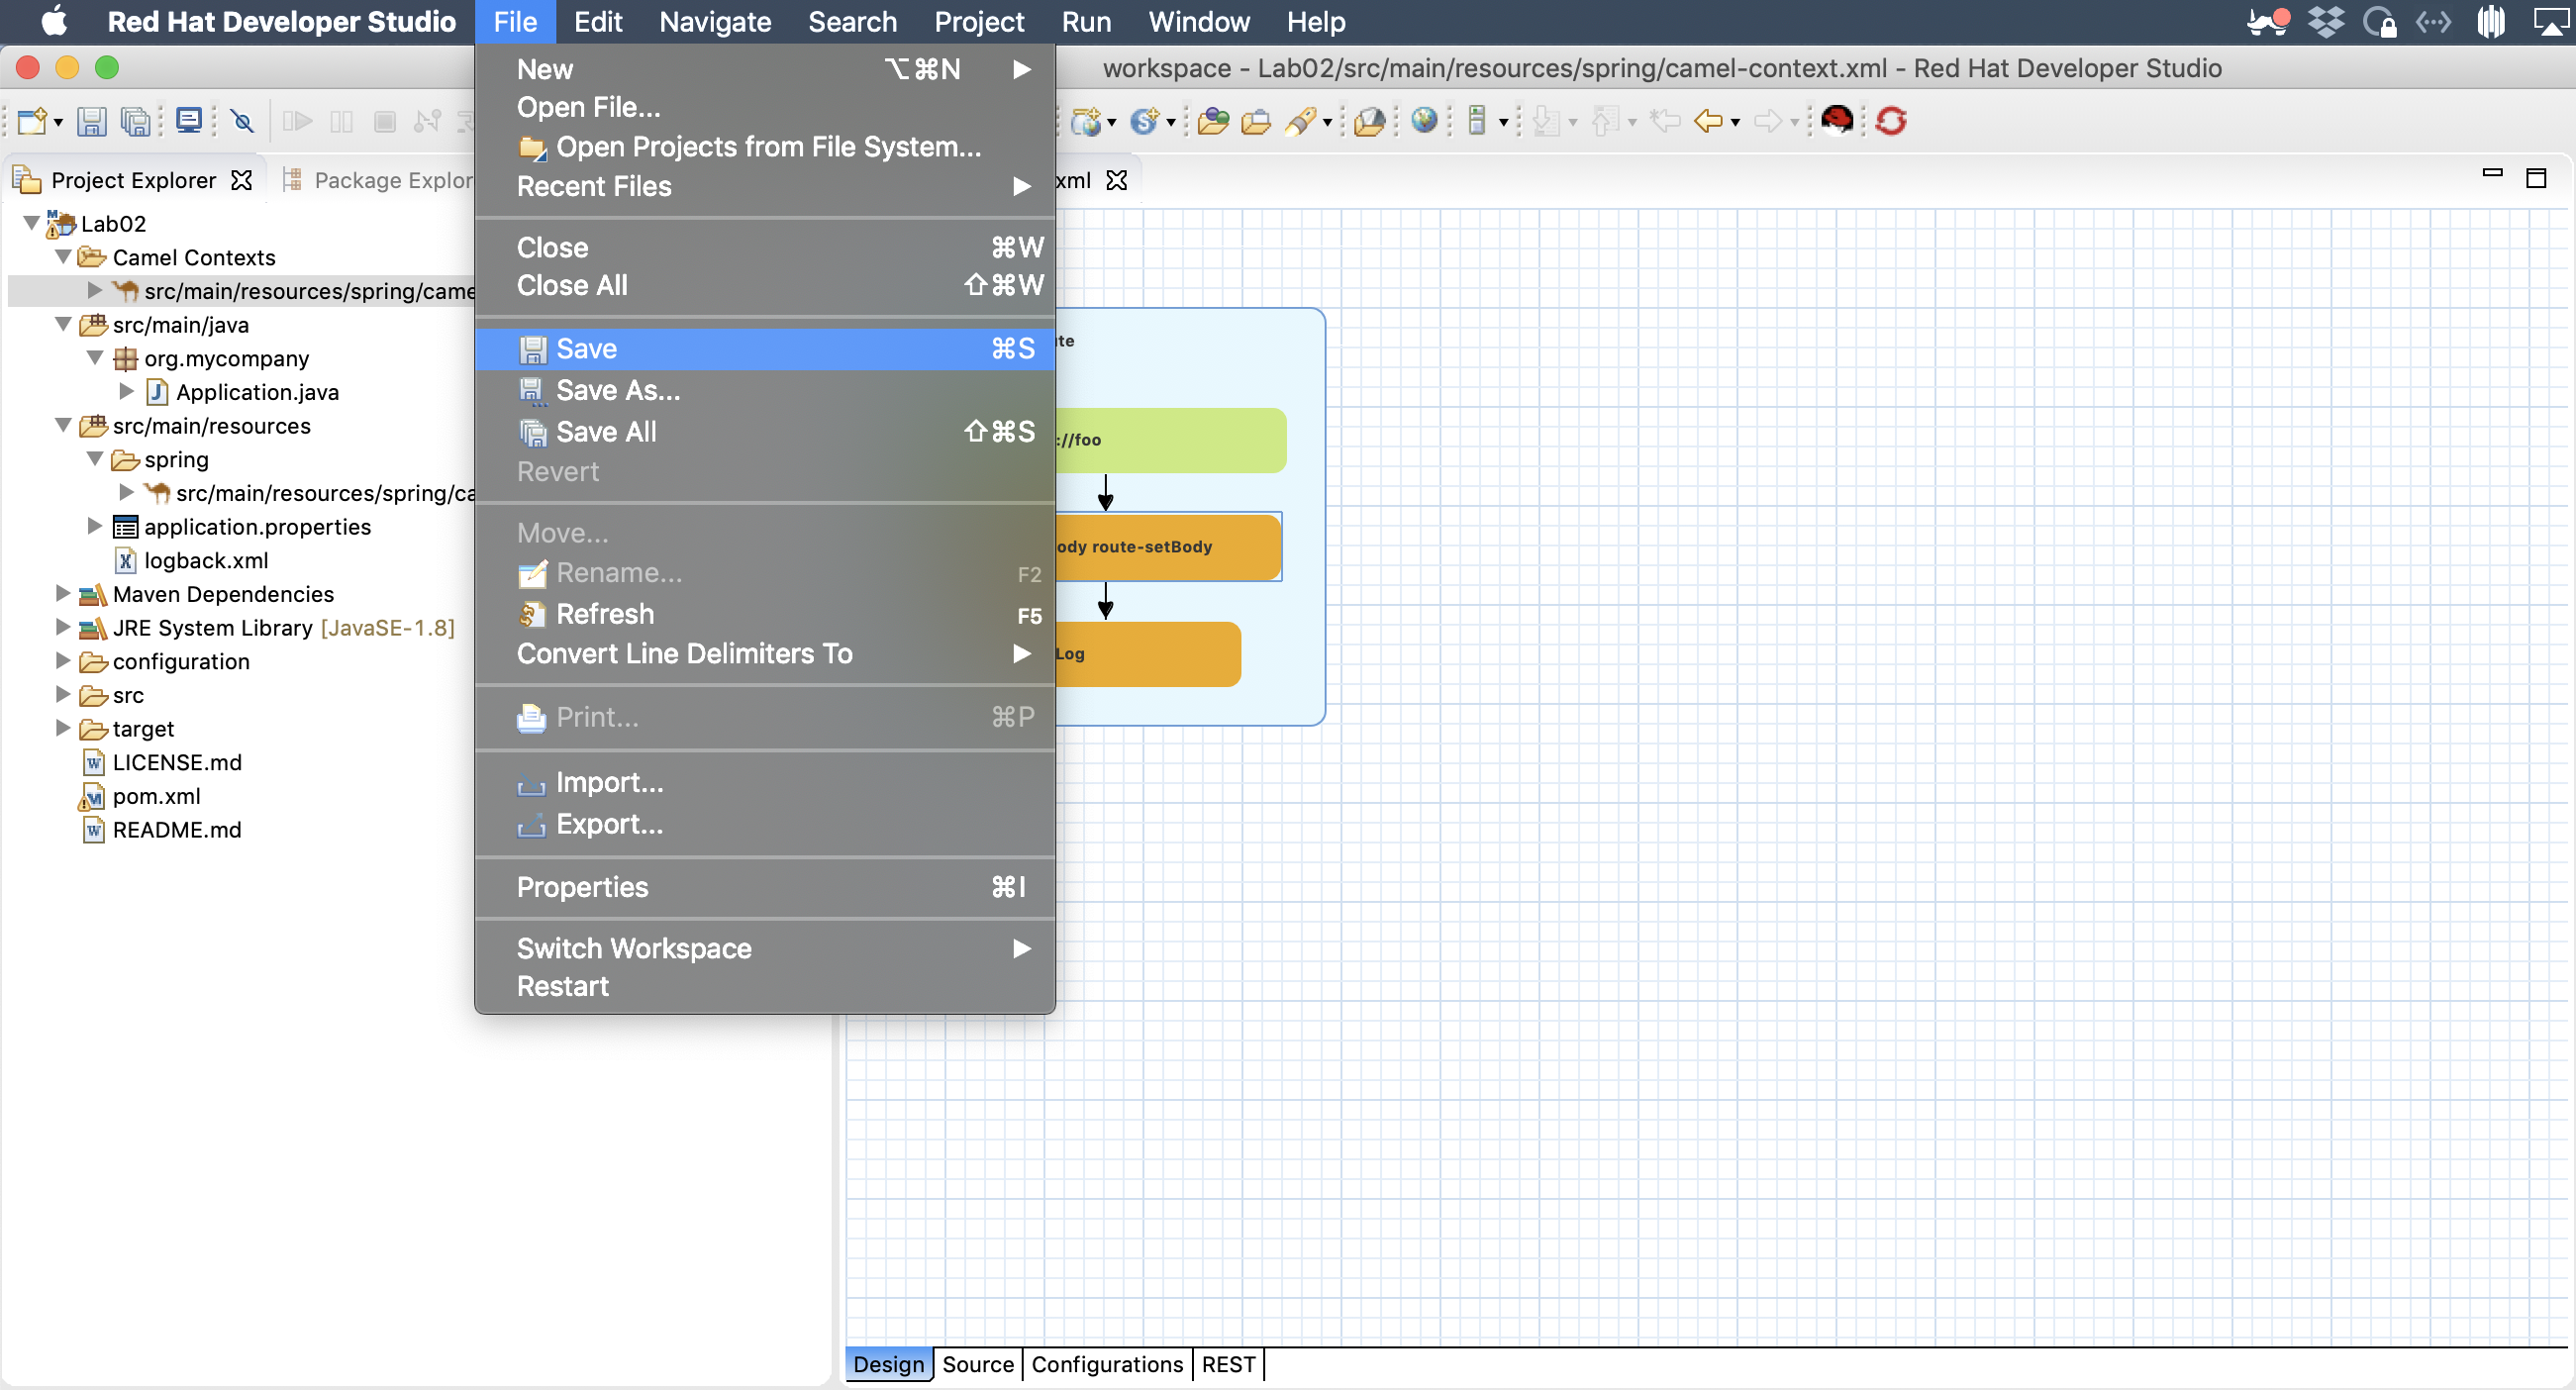 Red Hat Developer Studio File Edit Navigate Search Project Run Window Help
workspace - Lab02/src/main/resources/spring/camel-context.xml - Red Hat Developer Studio
New ⌥⌘N
Open File...
Open Projects from File System...
Recent Files
Close ⌘W
Close All ⇧⌘W
Save ⌘S
Save As...
Save All ⇧⌘S
Revert
Move...
Rename... F2
Refresh F5
Convert Line Delimiters To
Print... ⌘P
Import...
Export...
Properties ⌘I
Switch Workspace
Restart
Project Explorer
Package Explor
Lab02
Camel Contexts
src/main/resources/spring/came
src/main/java
org.mycompany
Application.java
src/main/resources
spring
src/main/resources/spring/ca
application.properties
logback.xml
Maven Dependencies
JRE System Library [JavaSE-1.8]
configuration
src
target
LICENSE.md
pom.xml
README.md
xml
te
://foo
ody route-setBody
Log
Design Source Configurations REST